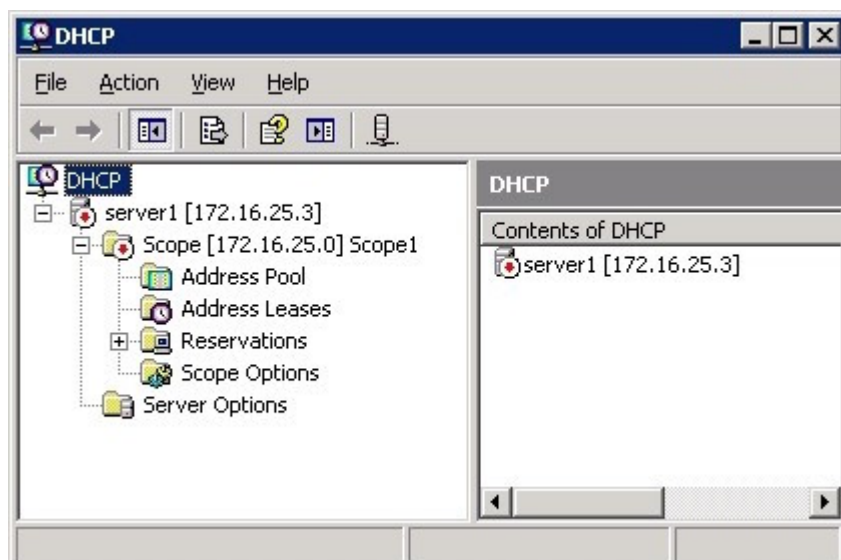 DHCP
File Action View Help
DHCP
server1 [172.16.25.3]
Scope [172.16.25.0] Scope1
Address Pool
Address Leases
Reservations
Scope Options
Server Options
DHCP
Contents of DHCP
server1 [172.16.25.3]